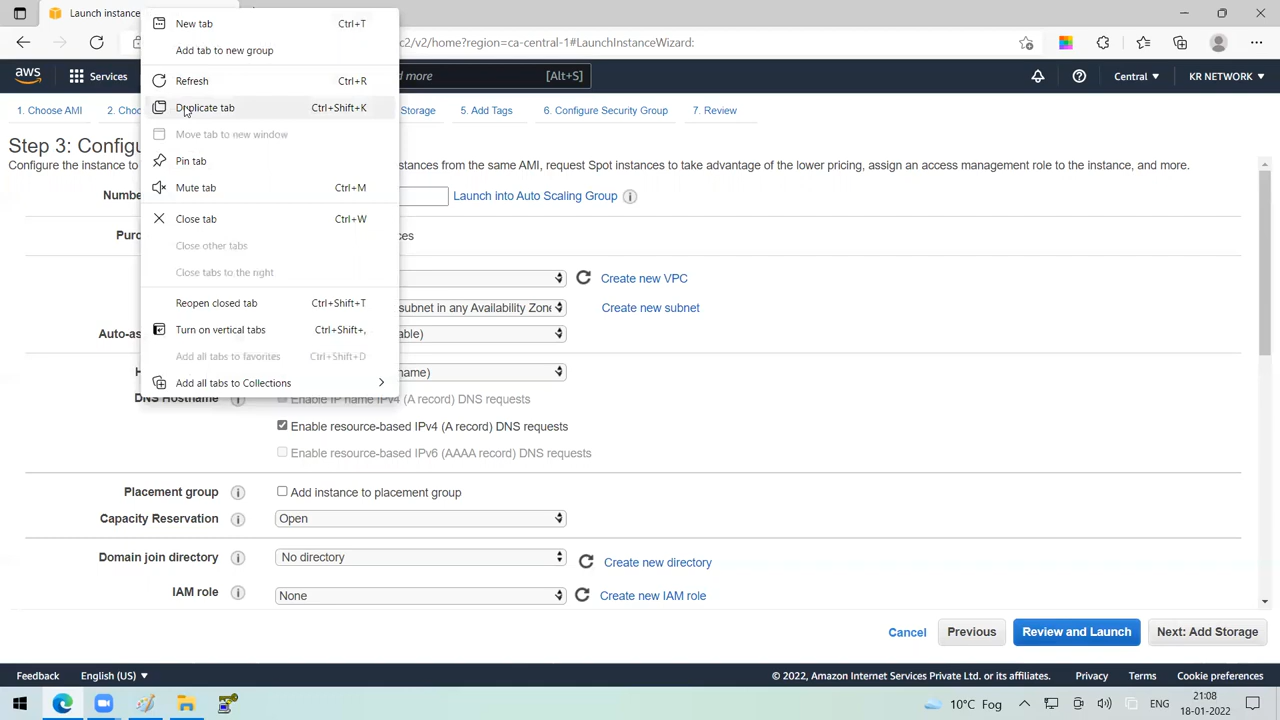 Launch instance
New tab Ctrl+T
c2/v2/home?region=ca-central-1#LaunchInstanceWizard:
Add tab to new group
aws Services d more [Alt+S] Central KR NETWORK
Refresh Ctrl+R
Duplicate tab Ctrl+Shift+K
1. Choose AMI 2. Choo Storage 5. Add Tags 6. Configure Security Group 7. Review
Move tab to new window
Step 3: Configu
Pin tab
Configure the instance to stances from the same AMI, request Spot instances to take advantage of the lower pricing, assign an access management role to the instance, and more.
Mute tab Ctrl+M
Numbe Launch into Auto Scaling Group
Close tab Ctrl+W
Purc ces
Close other tabs
Close tabs to the right
Create new VPC
Reopen closed tab Ctrl+Shift+T
subnet in any Availability Zone Create new subnet
Turn on vertical tabs Ctrl+Shift+,
Auto-as able)
Add all tabs to favorites Ctrl+Shift+D
H name)
Add all tabs to Collections
DNS Hostname Enable IP name IPv4 (A record) DNS requests
Enable resource-based IPv4 (A record) DNS requests
Enable resource-based IPv6 (AAAA record) DNS requests
Placement group Add instance to placement group
Capacity Reservation Open
Domain join directory No directory Create new directory
IAM role None Create new IAM role
Cancel Previous Review and Launch Next: Add Storage
Feedback English (US) © 2022, Amazon Internet Services Private Ltd. or its affiliates. Privacy Terms Cookie preferences
10°C Fog ENG 21:08
18-01-2022